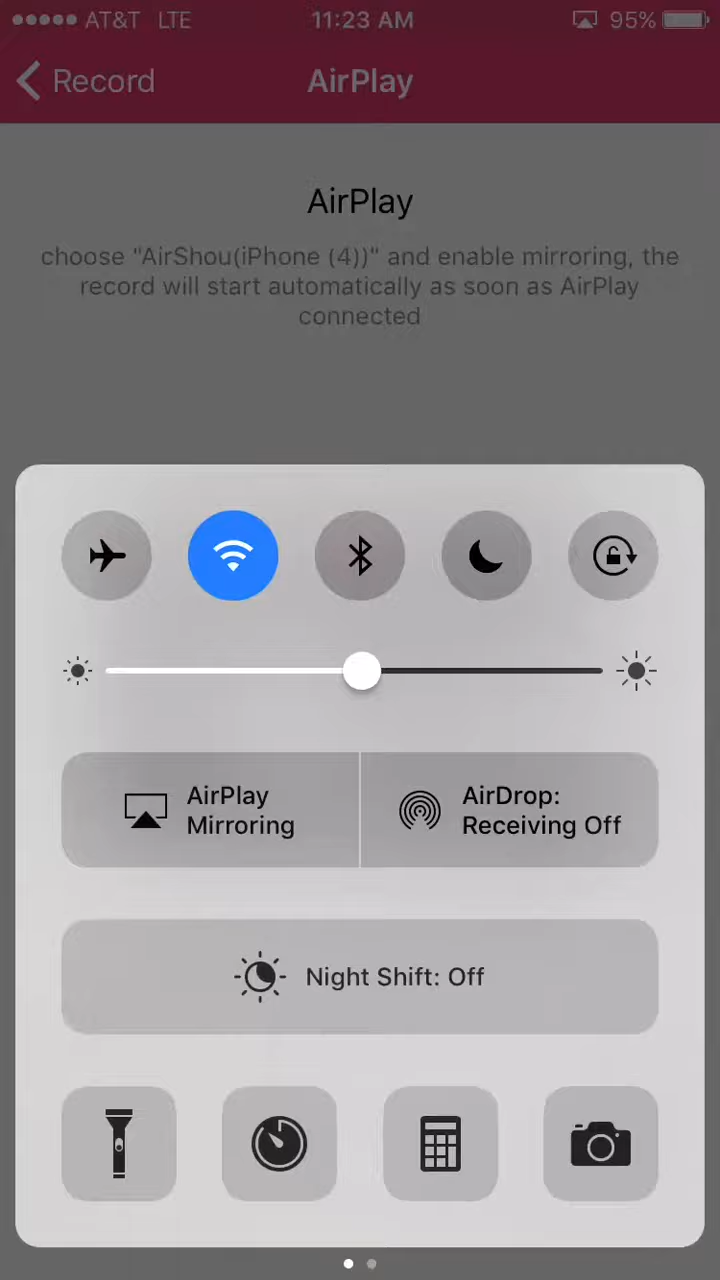 AT&T LTE 11:23 AM 95%
Record AirPlay
AirPlay
choose "AirShou(iPhone (4))" and enable mirroring, the
record will start automatically as soon as AirPlay
connected
AirPlay
Mirroring
AirDrop:
Receiving Off
Night Shift: Off